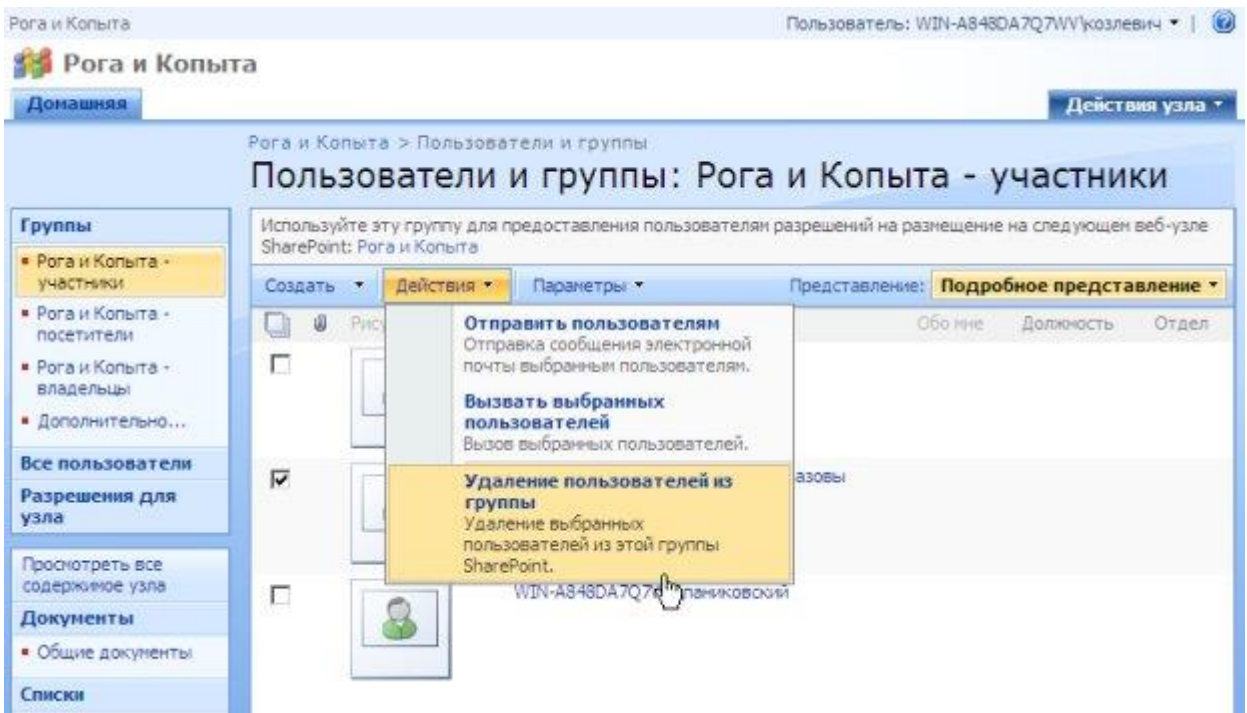 Рога и Копыта
Пользователь: WIN-A848DA7Q7WV\козлевич
Рога и Копыта
Домашняя
Действия узла
Рога и Копыта > Пользователи и группы
Пользователи и группы: Рога и Копыта - участники
Группы
Рога и Копыта -
участники
Рога и Копыта -
посетители
Рога и Копыта -
владельцы
Дополнительно...
Все пользователи
Разрешения для
узла
Просмотреть все
содержимое узла
Документы
Общие документы
Списки
Используйте эту группу для предоставления пользователям разрешений на размещение на следующем веб-узле
SharePoint: Рога и Копыта
Создать
Действия
Параметры
Представление: Подробное представление
Обо мне
Должность
Отдел
Отправить пользователям
Отправка сообщения электронной
почты выбранным пользователям.
Вызвать выбранных
пользователей
Вызов выбранных пользователей.
Удаление пользователей из
группы
Удаление выбранных
пользователей из этой группы
SharePoint.
азовы
WIN-A848DA7Q7 паниковский